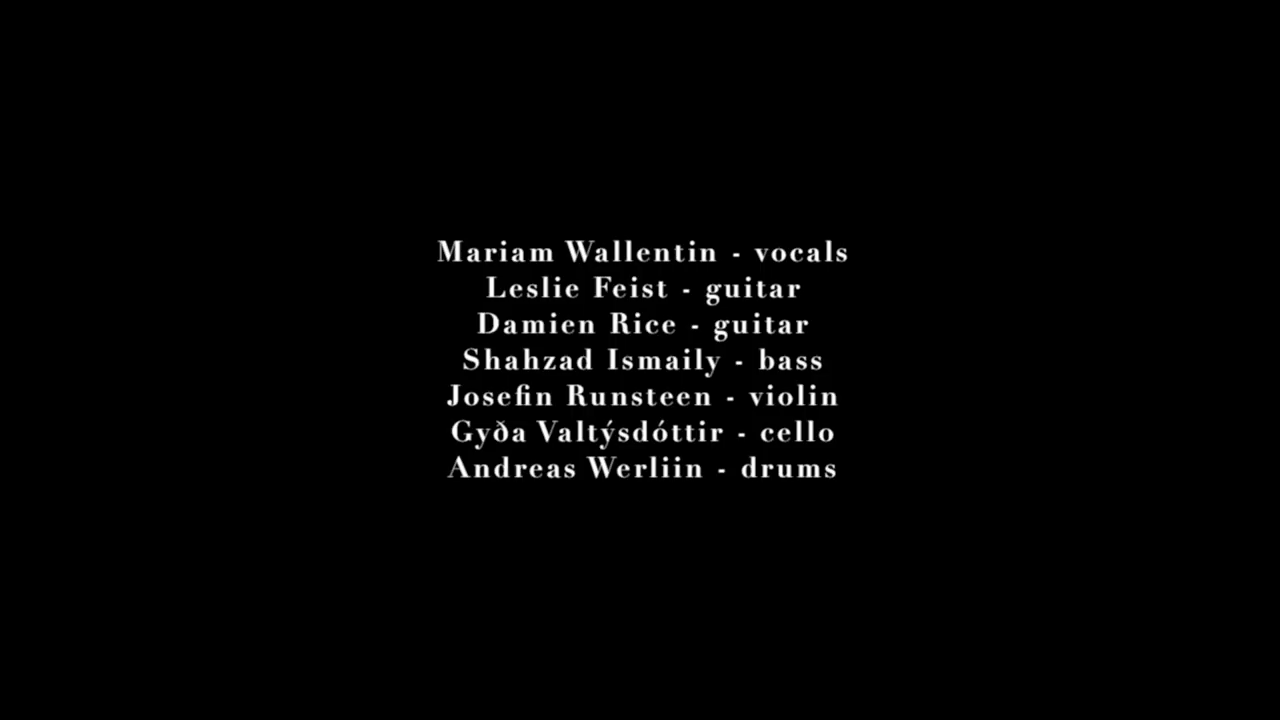 Mariam Wallentin - vocals
Leslie Feist - guitar
Damien Rice - guitar
Shahzad Ismaily - bass
Josefin Runsteen - violin
Gyða Valtýsdóttir - cello
Andreas Werliin - drums